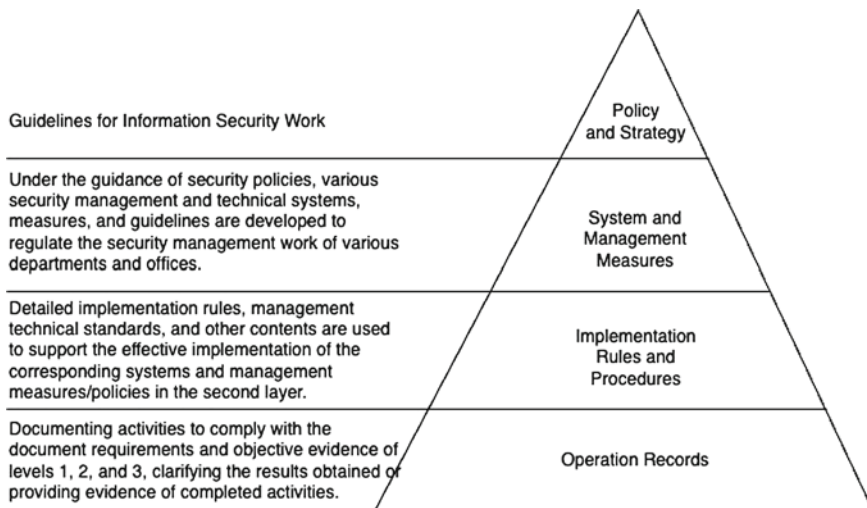 Guidelines for Information Security Work
Policy
and Strategy
Under the guidance of security policies, various
security management and technical systems,
measures, and guidelines are developed to
regulate the security management work of various
departments and offices.
System and
Management
Measures
Detailed implementation rules, management
technical standards, and other contents are used
to support the effective implementation of the
corresponding systems and management
measures/policies in the second layer.
Implementation
Rules and
Procedures
Documenting activities to comply with the
document requirements and objective evidence of
levels 1, 2, and 3, clarifying the results obtained or
providing evidence of completed activities.
Operation Records